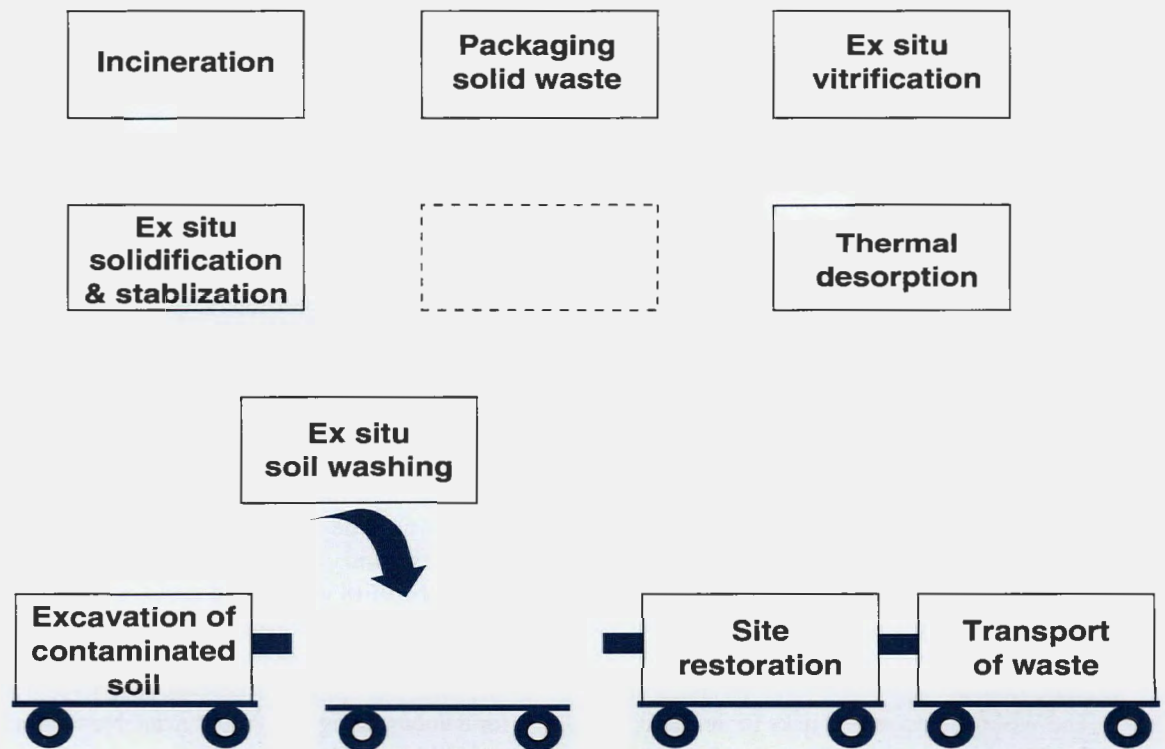 Incineration
Packaging
solid waste
Ex situ
vitrification
Ex situ
solidification
& stablization
Thermal
desorption
Ex situ
soil washing
Excavation of
contaminated
soil
Site
restoration
Transport
of waste